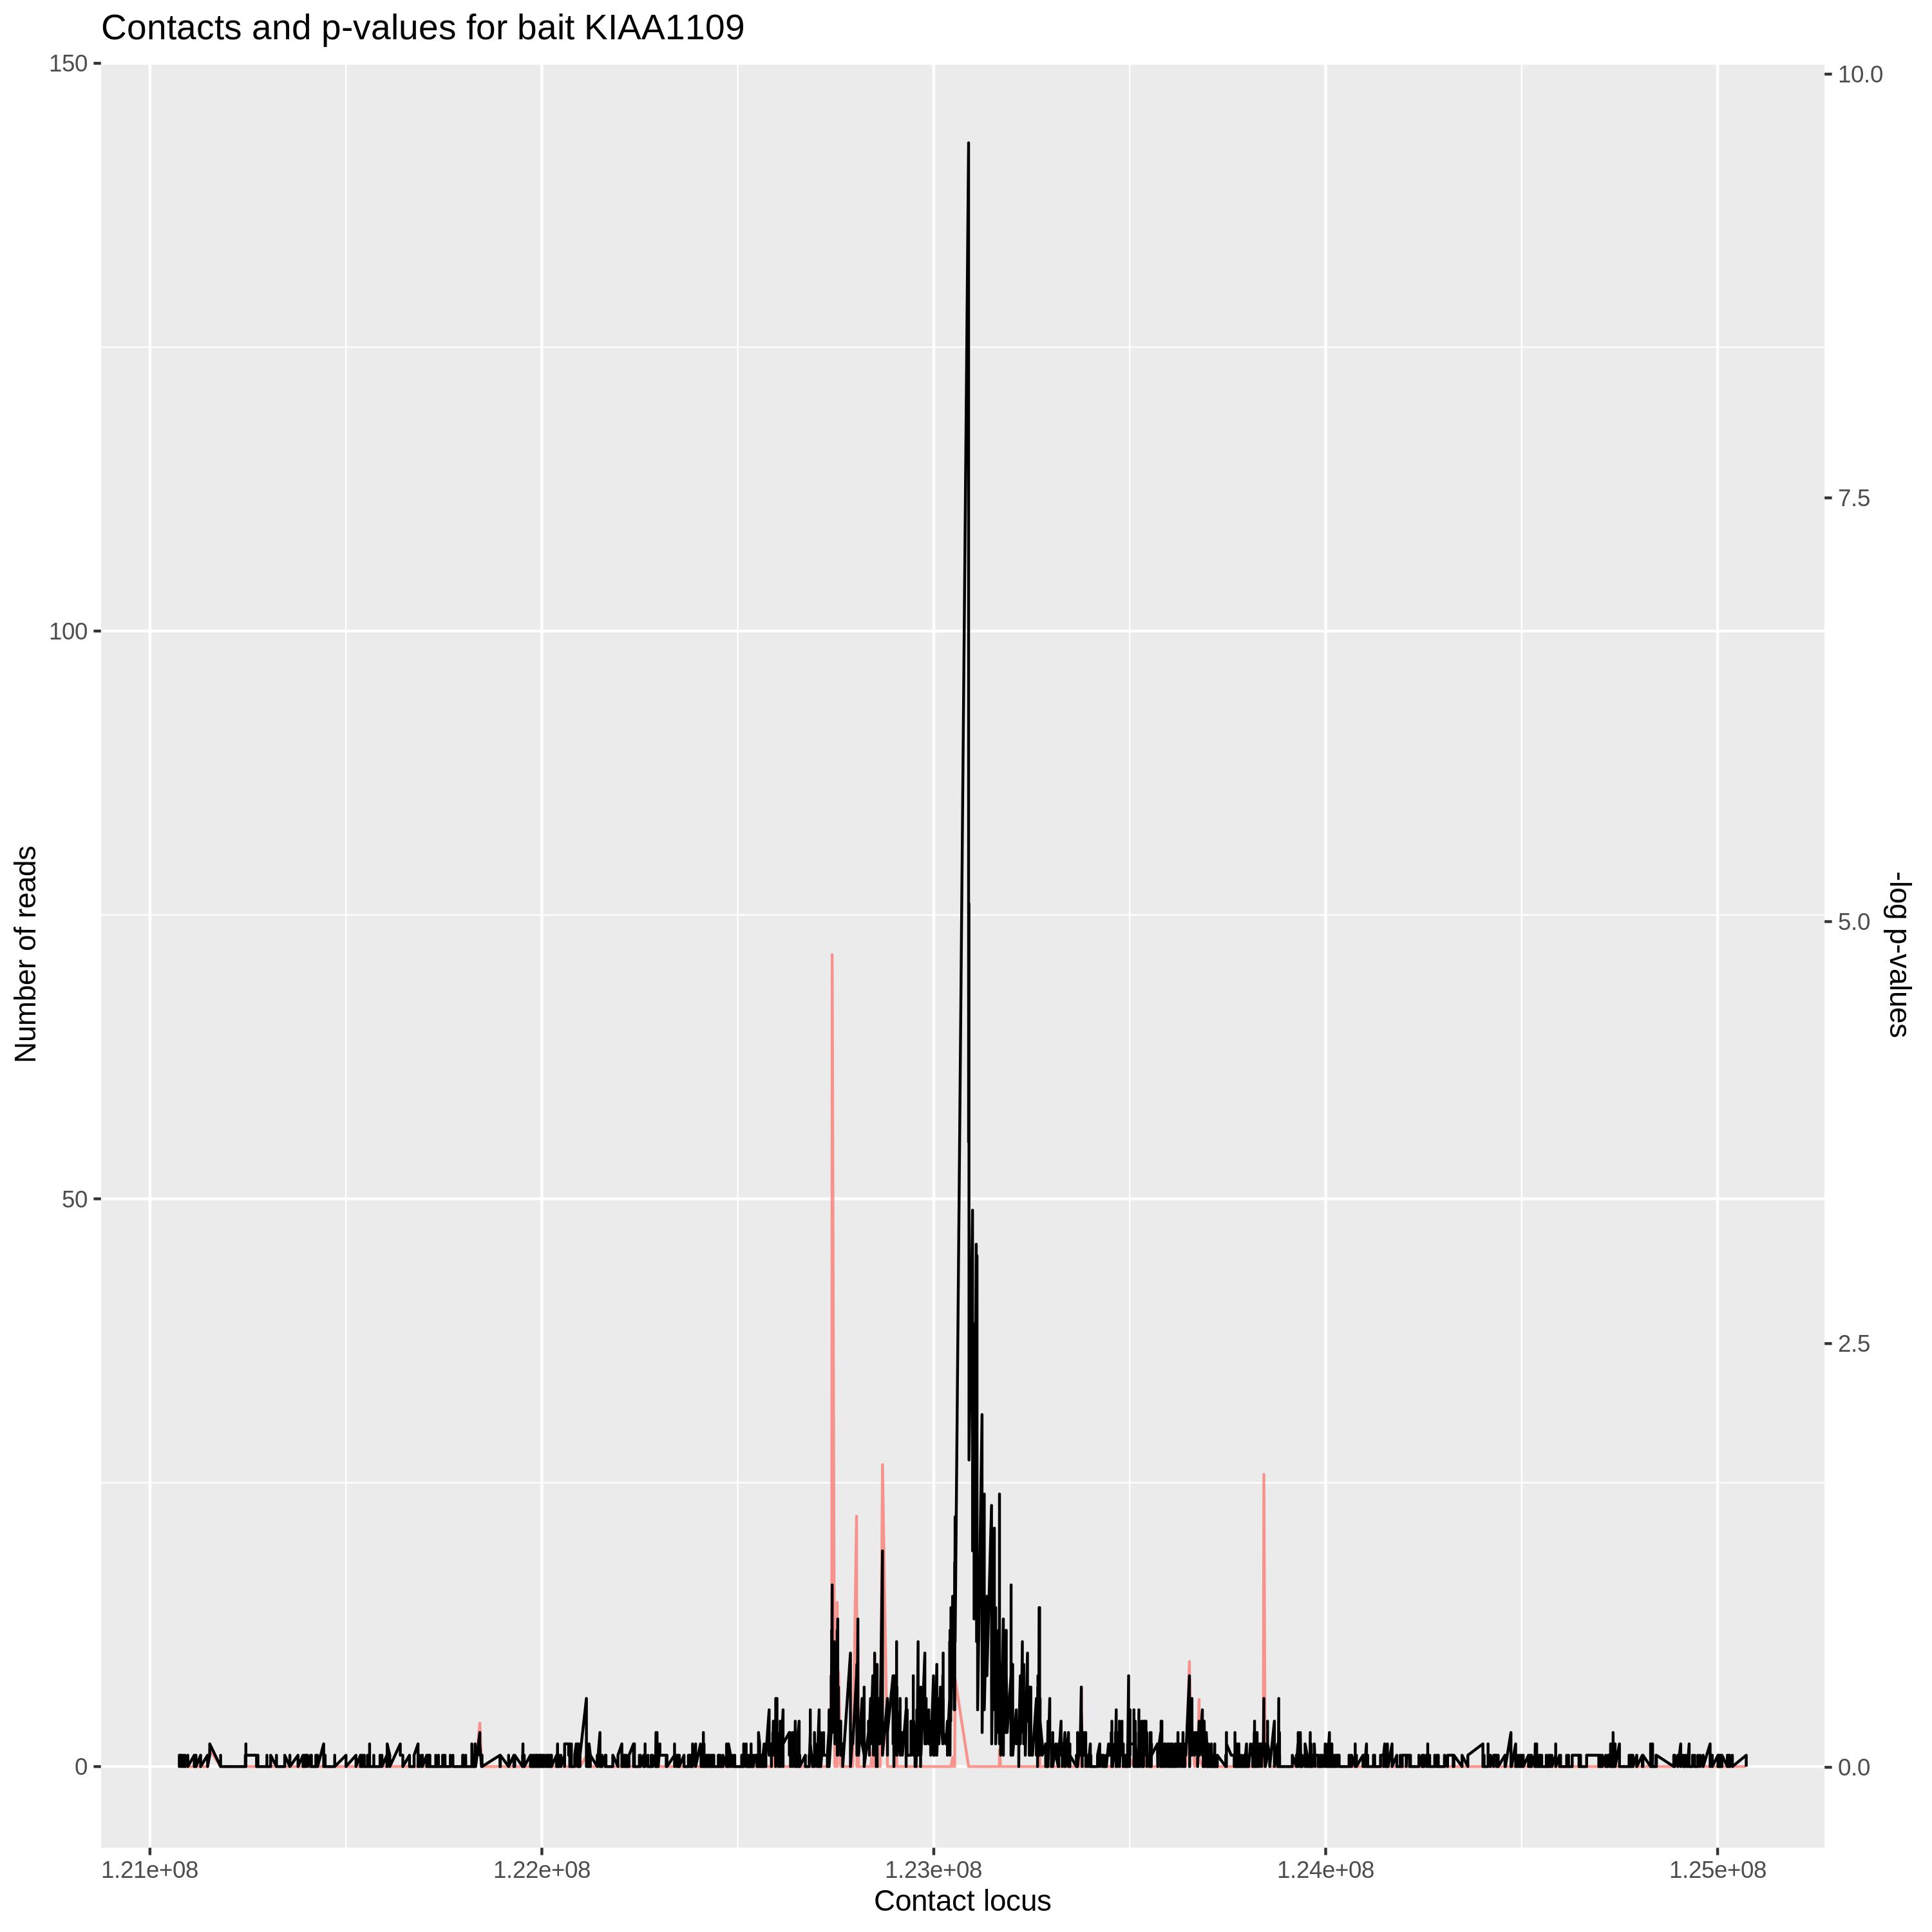 Contacts and p-values for bait KIAA1109
150
100
50
0
Number of reads
10.0
7.5
5.0
2.5
0.0
-log p-values
1.21e+08
1.22e+08
1.23e+08
1.24e+08
1.25e+08
Contact locus